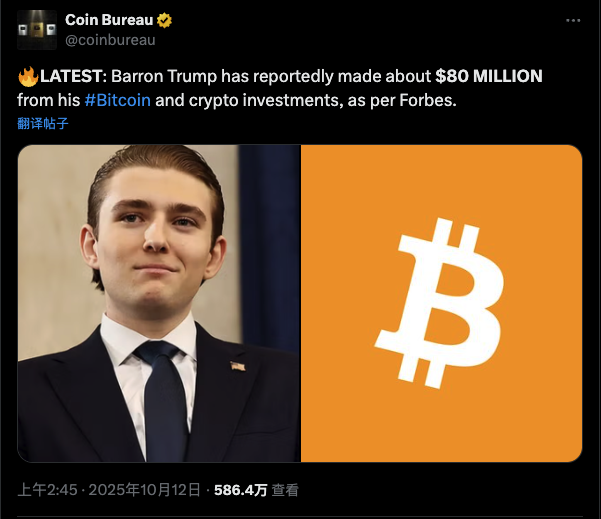 Coin Bureau
@coinbureau
🔥LATEST: Barron Trump has reportedly made about $80 MILLION
from his #Bitcoin and crypto investments, as per Forbes.
翻译帖子
上午2:45 · 2025年10月12日 · 586.4万 查看